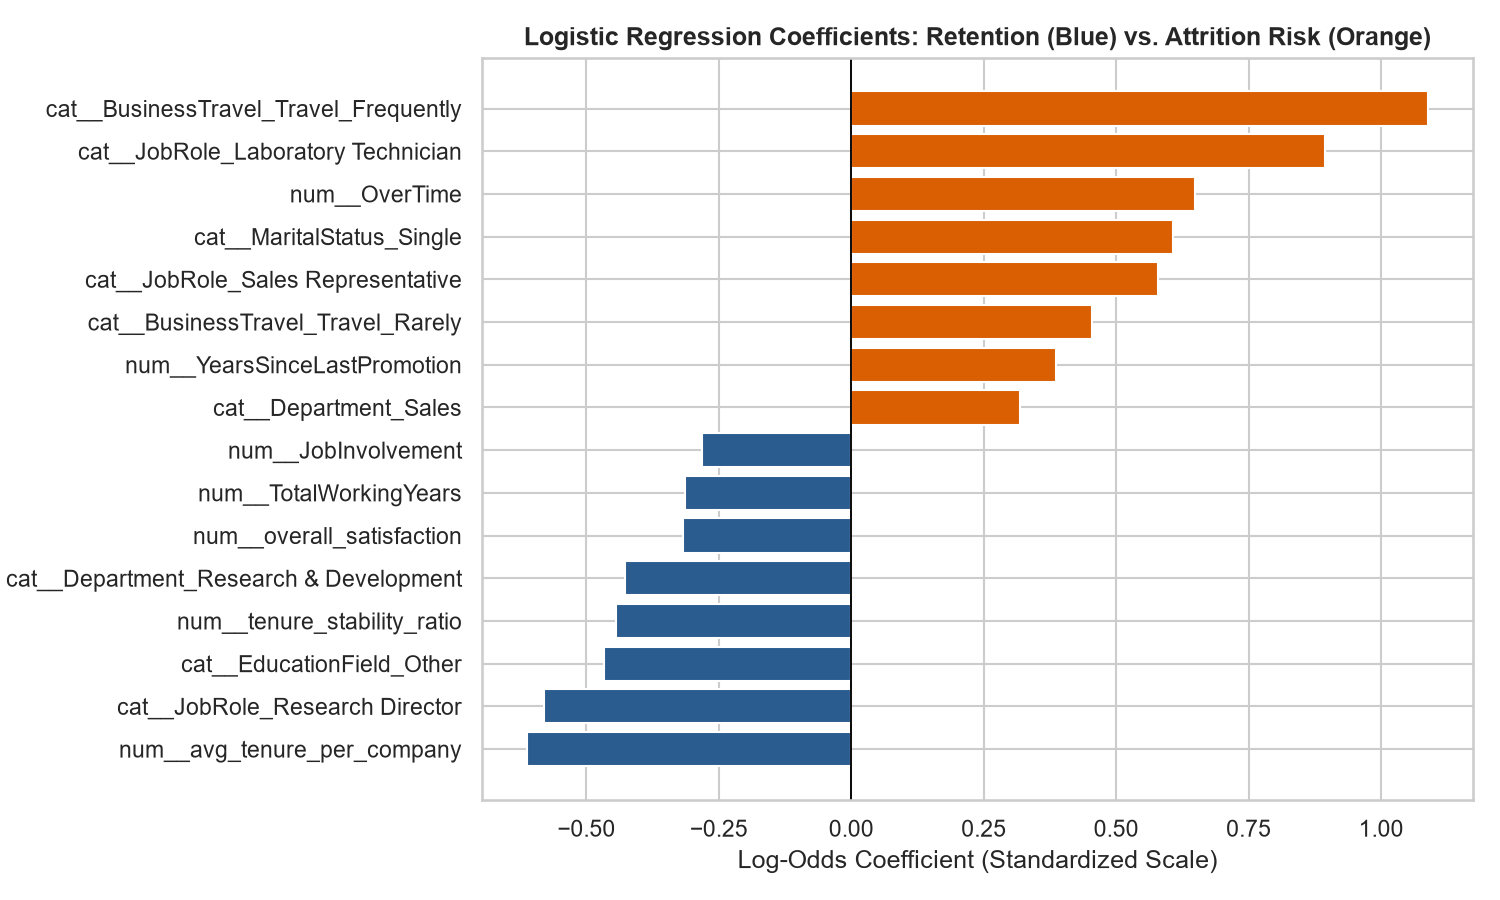 Logistic Regression Coefficients: Retention (Blue) vs. Attrition Risk (Orange)
cat__BusinessTravel_Travel_Frequently
cat__JobRole_Laboratory Technician
num__OverTime
cat__MaritalStatus_Single
cat__JobRole_Sales Representative
cat__BusinessTravel_Travel_Rarely
num__YearsSinceLastPromotion
cat__Department_Sales
num__JobInvolvement
num__TotalWorkingYears
num__overall_satisfaction
cat__Department_Research & Development
num__tenure_stability_ratio
cat__EducationField_Other
cat__JobRole_Research Director
num__avg_tenure_per_company
−0.50 −0.25 0.00 0.25 0.50 0.75 1.00
Log-Odds Coefficient (Standardized Scale)